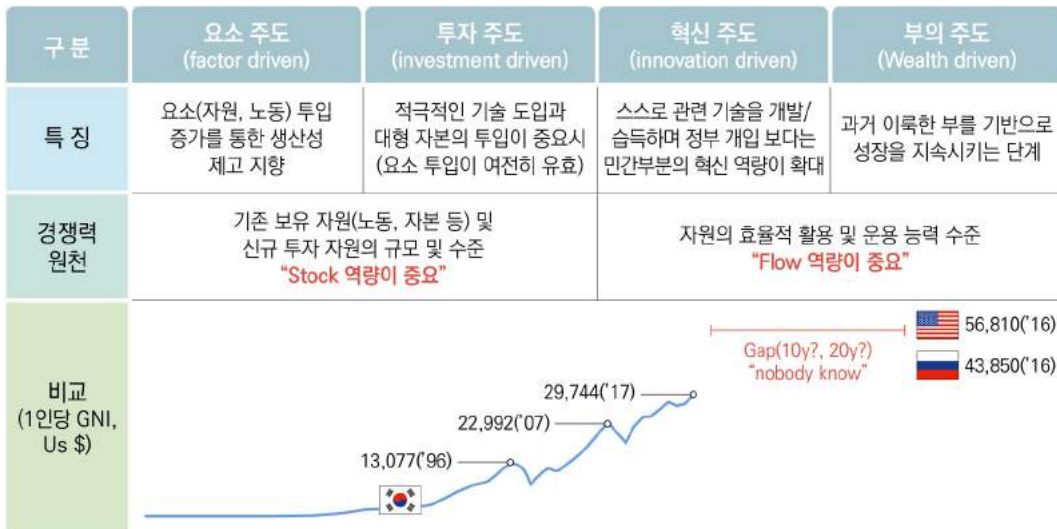 구 분
요소 주도
(factor driven)
투자 주도
(investment driven)
혁신 주도
(innovation driven)
부의 주도
(Wealth driven)
특 징
요소(자원, 노동) 투입
증가를 통한 생산성
제고 지향
적극적인 기술 도입과
대형 자본의 투입이 중요시
(요소 투입이 여전히 유효)
스스로 관련 기술을 개발/
습득하며 정부 개입 보다는
민간부분의 혁신 역량이 확대
과거 이룩한 부를 기반으로
성장을 지속시키는 단계
경쟁력
원천
기존 보유 자원(노동, 자본 등) 및
신규 투자 자원의 규모 및 수준
“Stock 역량이 중요”
자원의 효율적 활용 및 운용 능력 수준
“Flow 역량이 중요”
비교
(1인당 GNI,
Us $)
13,077('96)
22,992('07)
29,744('17)
Gap(10y?, 20y?)
“nobody know”
56,810('16)
43,850('16)